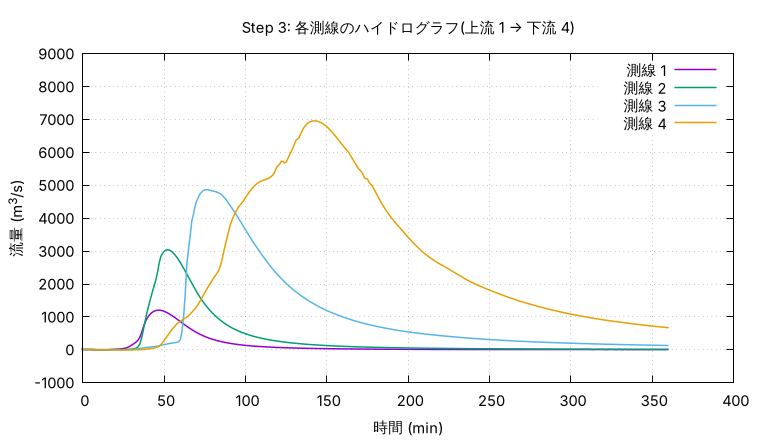 Step 3: 各測線のハイドログラフ(上流 1 → 下流 4)
9000
8000
7000
6000
5000
4000
3000
2000
1000
0
-1000
流量 (m³/s)
測線 1
測線 2
測線 3
測線 4
0 50 100 150 200 250 300 350 400
時間 (min)